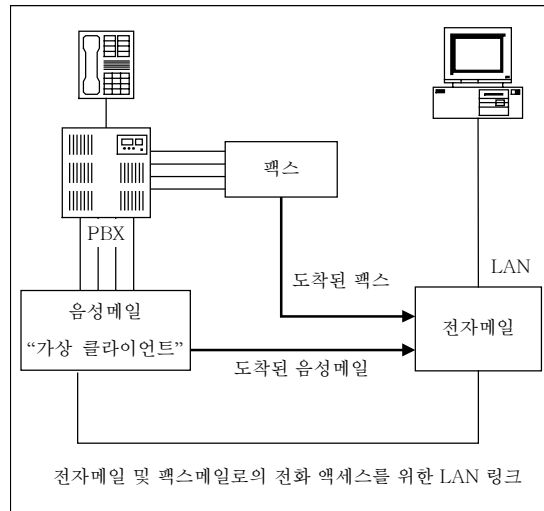 팩스
PBX
도착된 팩스
LAN
음성메일
“가상 클라이언트”
전자메일
도착된 음성메일
전자메일 및 팩스메일로의 전화 액세스를 위한 LAN 링크